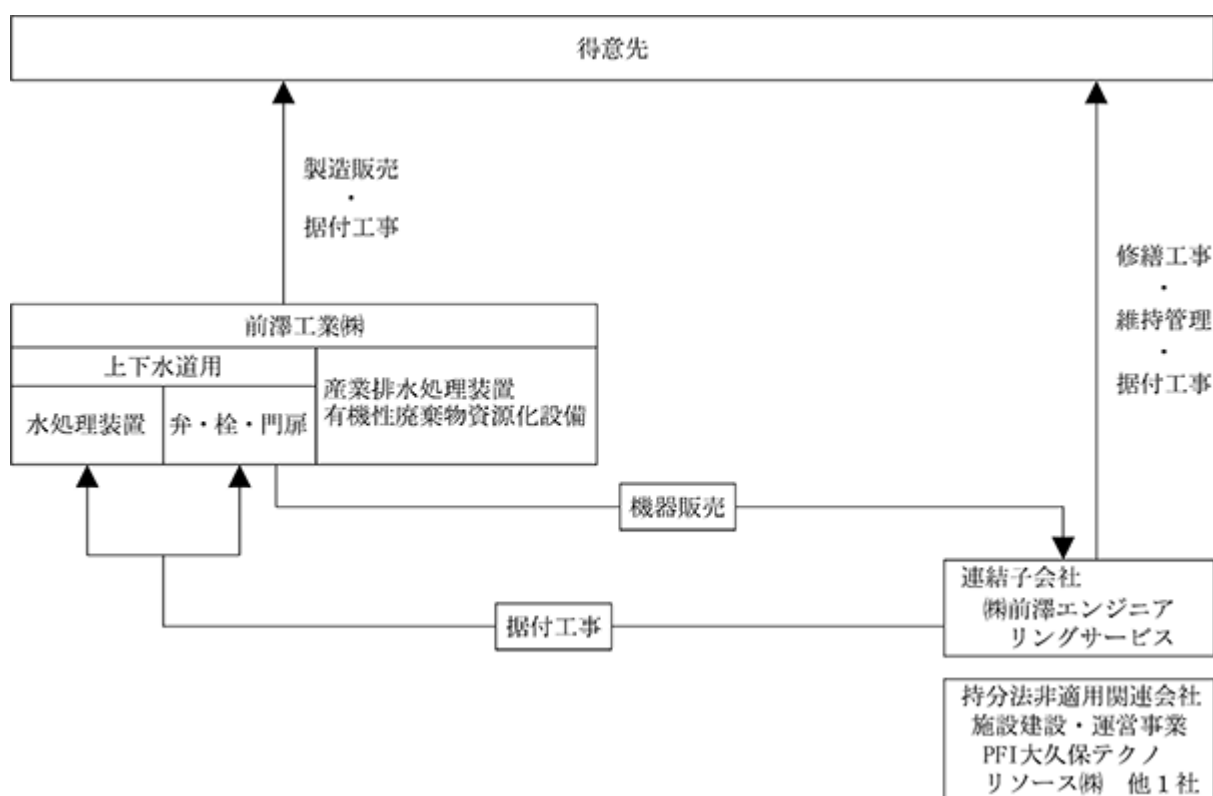 得意先
製造販売
・
据付工事
修繕工事
・
維持管理
・
据付工事
前澤工業㈱
上下水道用
水処理装置
弁・栓・門扉
産業排水処理装置
有機性廃棄物資源化設備
機器販売
据付工事
連結子会社
㈱前澤エンジニア
リングサービス
持分法非適用関連会社
施設建設・運営事業
PFI大久保テクノ
リソース㈱　他１社